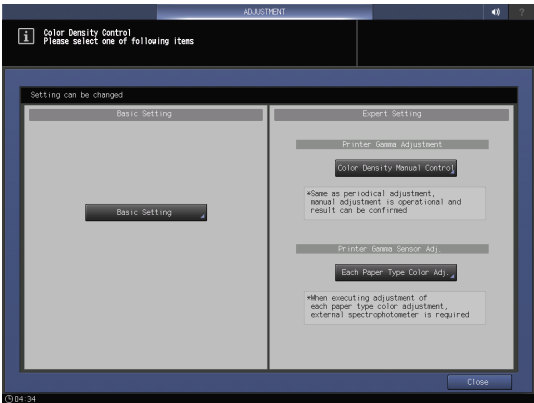 ADJUSTMENT
?
i
Color Density Control
Please select one of following items
Setting can be changed
Basic Setting
Basic Setting
Expert Setting
Printer Gamma Adjustment
Color Density Manual Control
*Same as periodical adjustment,
manual adjustment is operational and
result can be confirmed
Printer Gamma Sensor Adj.
Each Paper Type Color Adj.
*When executing adjustment of
each paper type color adjustment,
external spectrophotometer is required
Close
04:34